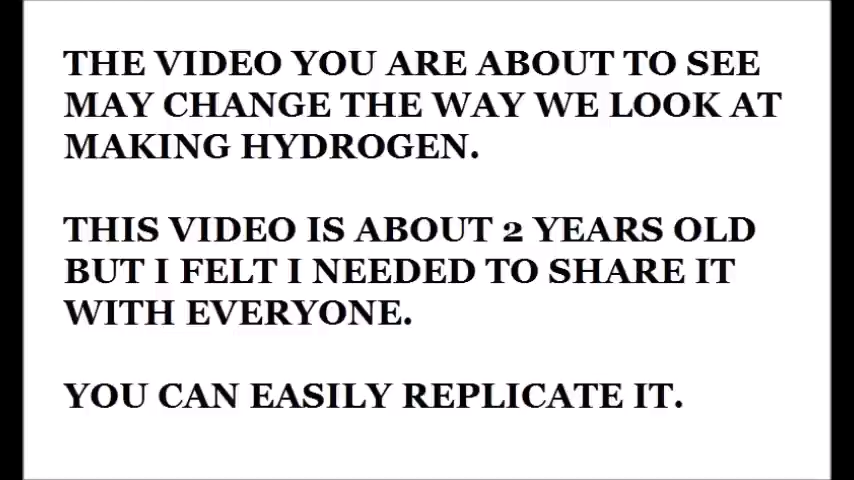 THE VIDEO YOU ARE ABOUT TO SEE
MAY CHANGE THE WAY WE LOOK AT
MAKING HYDROGEN.
THIS VIDEO IS ABOUT 2 YEARS OLD
BUT I FELT I NEEDED TO SHARE IT
WITH EVERYONE.
YOU CAN EASILY REPLICATE IT.